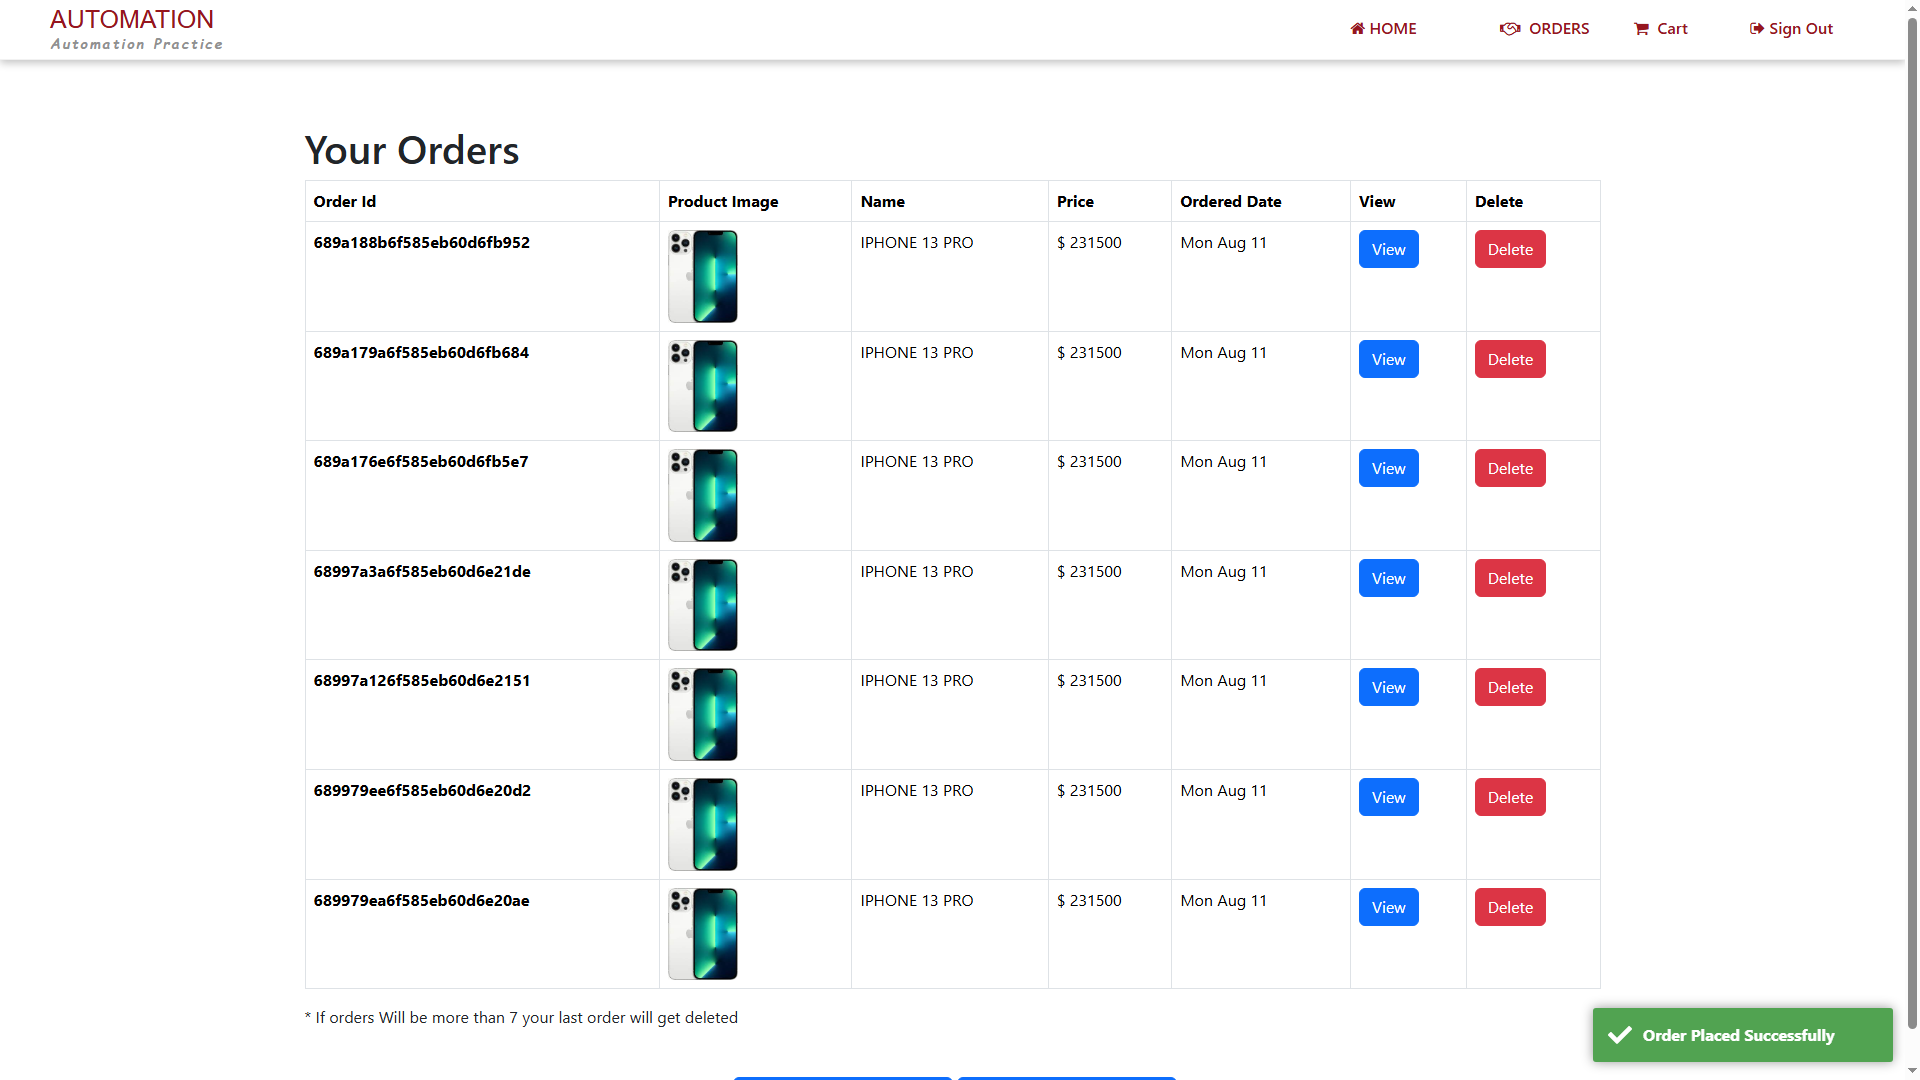 AUTOMATION
Automation Practice
HOME ORDERS Cart Sign Out
Your Orders
Order Id Product Image Name Price Ordered Date View Delete
689a188b6f585eb60d6fb952 IPHONE 13 PRO $ 231500 Mon Aug 11 View Delete
689a179a6f585eb60d6fb684 IPHONE 13 PRO $ 231500 Mon Aug 11 View Delete
689a176e6f585eb60d6fb5e7 IPHONE 13 PRO $ 231500 Mon Aug 11 View Delete
68997a3a6f585eb60d6e21de IPHONE 13 PRO $ 231500 Mon Aug 11 View Delete
68997a126f585eb60d6e2151 IPHONE 13 PRO $ 231500 Mon Aug 11 View Delete
689979ee6f585eb60d6e20d2 IPHONE 13 PRO $ 231500 Mon Aug 11 View Delete
689979ea6f585eb60d6e20ae IPHONE 13 PRO $ 231500 Mon Aug 11 View Delete
* If orders Will be more than 7 your last order will get deleted
Order Placed Successfully